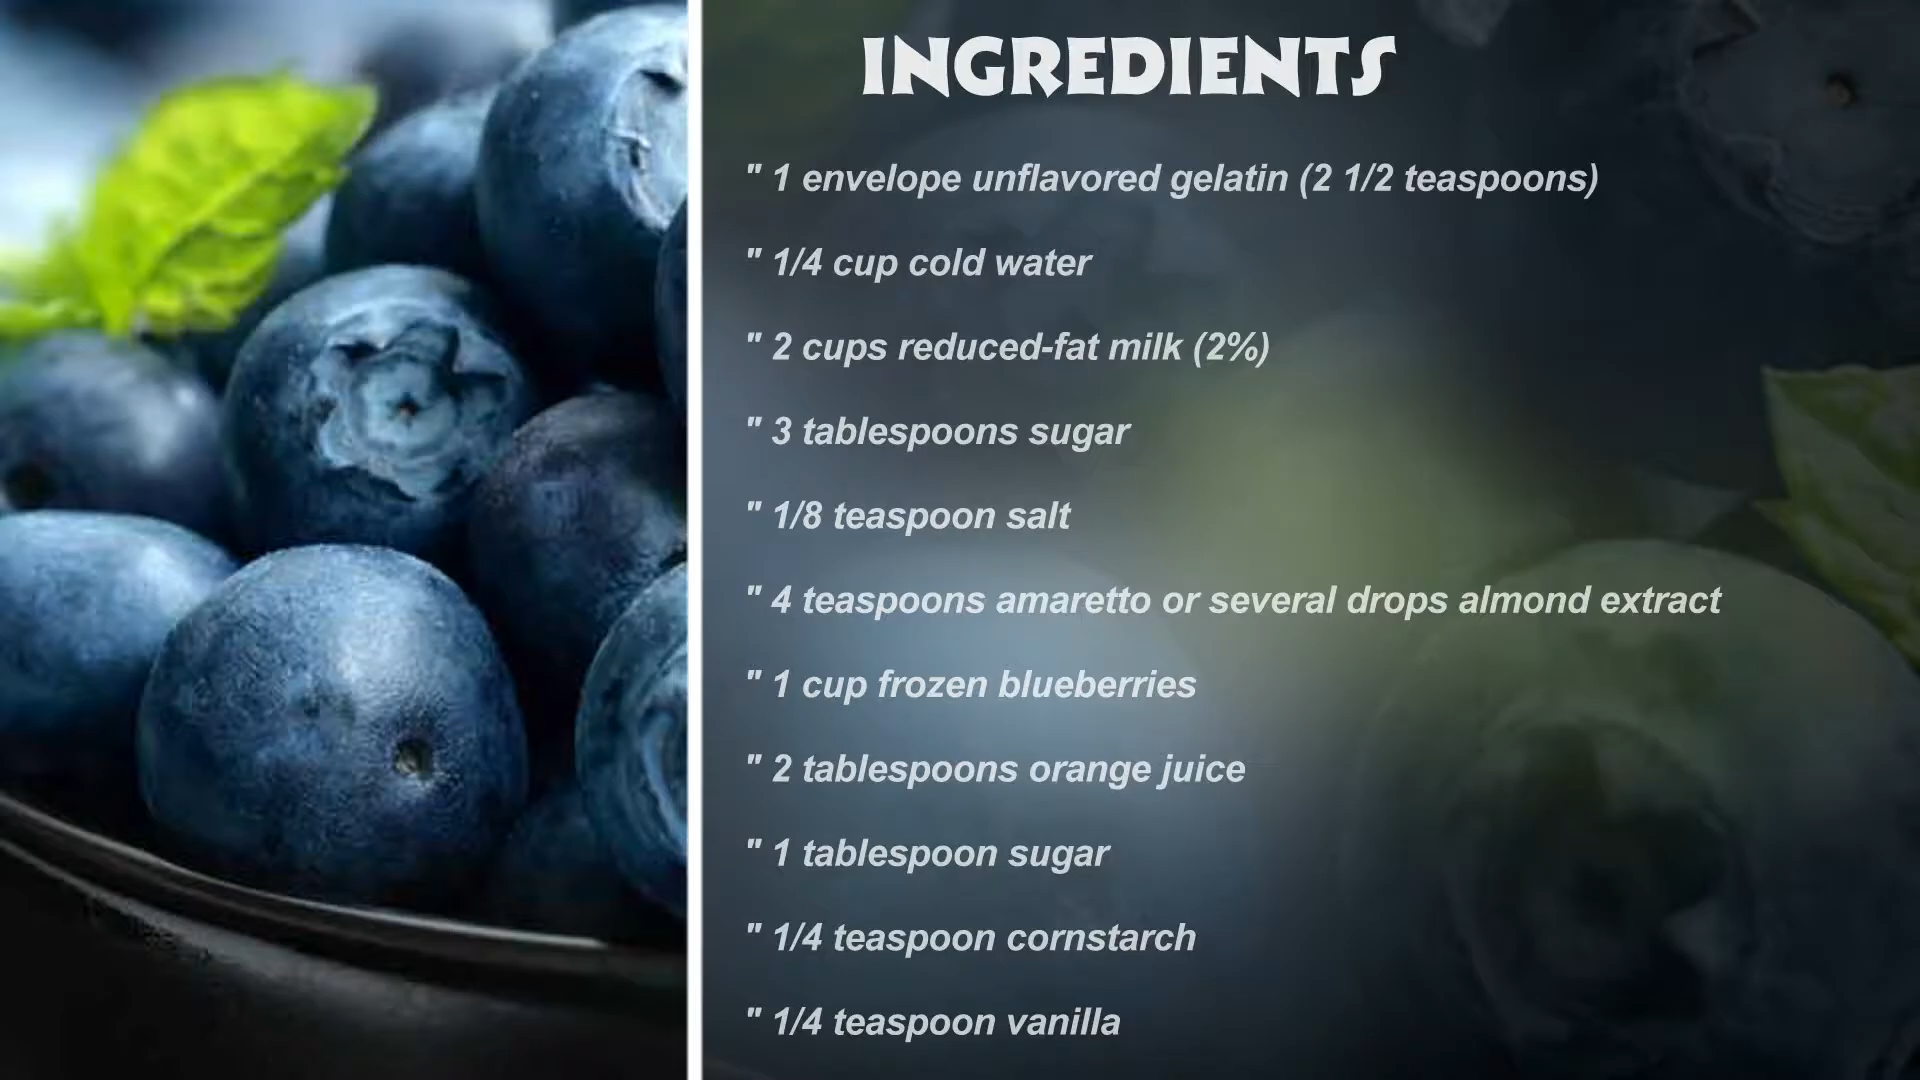 INGREDIENTS
" 1 envelope unflavored gelatin (2 1/2 teaspoons)
" 1/4 cup cold water
" 2 cups reduced-fat milk (2%)
" 3 tablespoons sugar
" 1/8 teaspoon salt
" 4 teaspoons amaretto or several drops almond extract
" 1 cup frozen blueberries
" 2 tablespoons orange juice
" 1 tablespoon sugar
" 1/4 teaspoon cornstarch
" 1/4 teaspoon vanilla